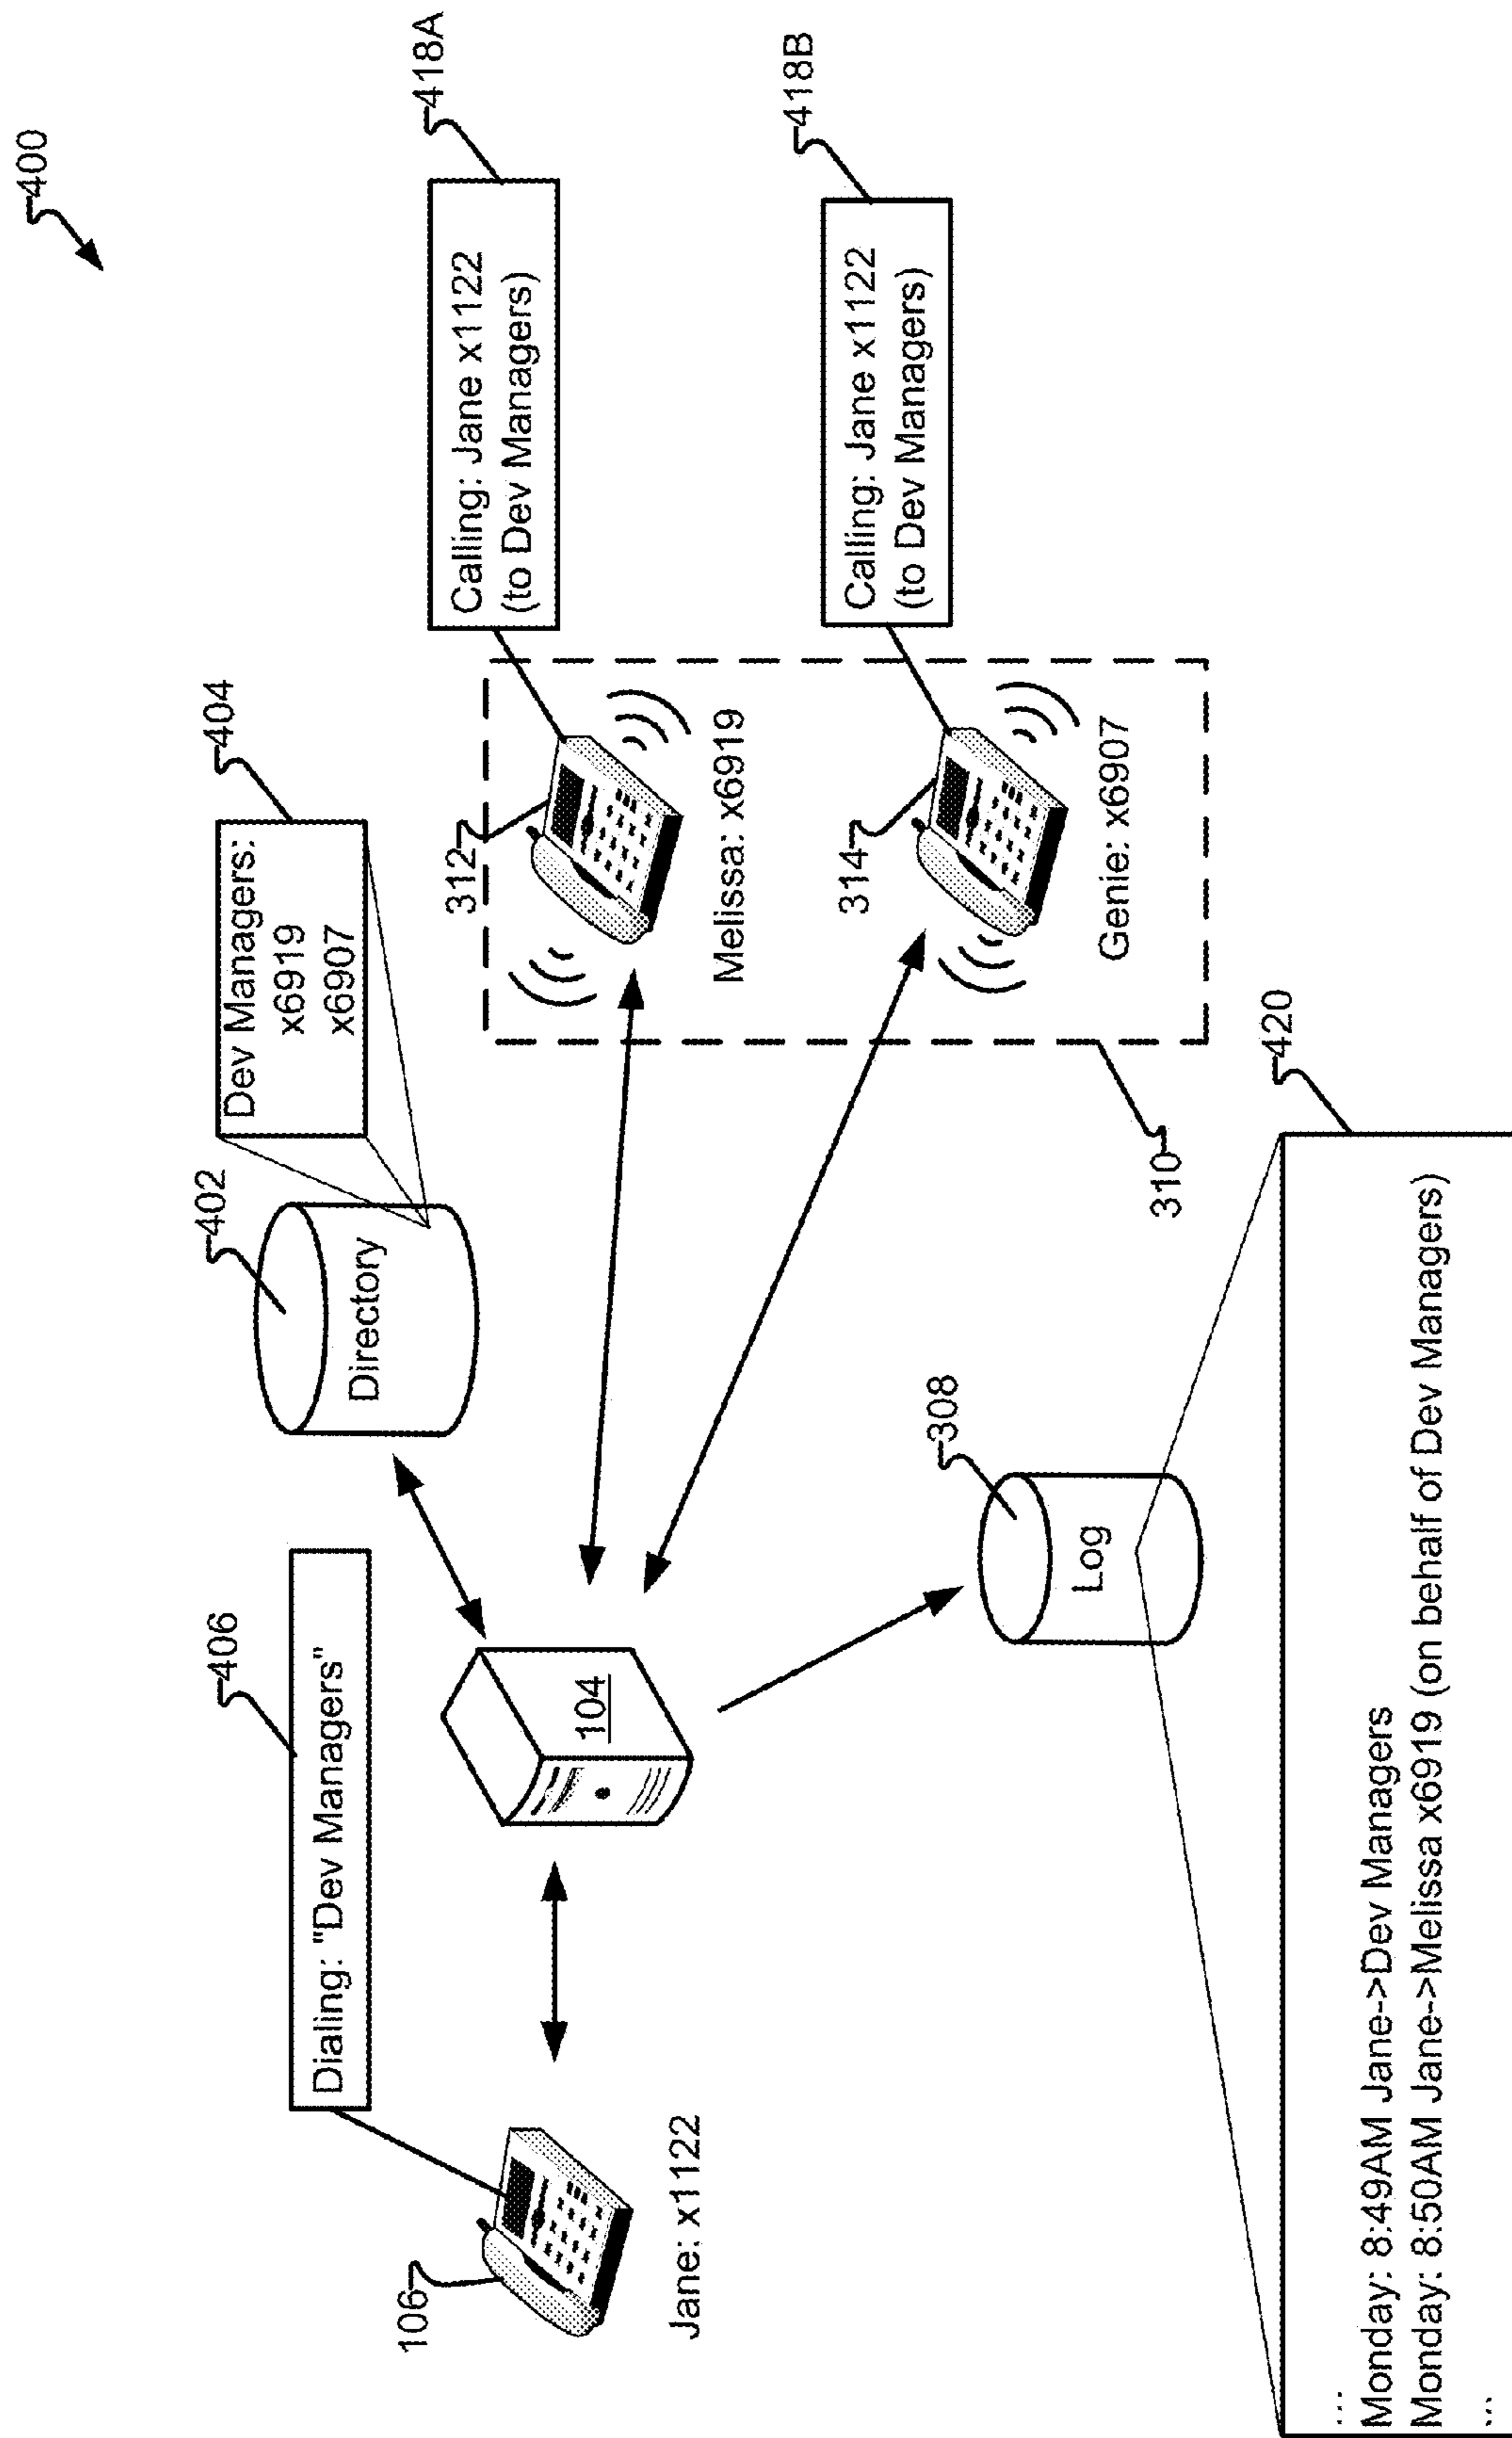 400
406
Dialing: "Dev Managers"
402
Directory
404
Dev Managers:
x6919
x6907
418A
Calling: Jane x1122
(to Dev Managers)
106
Jane: x1122
104
312
Melissa: x6919
418B
Calling: Jane x1122
(to Dev Managers)
314
Genie: x6907
308
Log
310
420
...
Monday: 8:49AM Jane->Dev Managers
Monday: 8:50AM Jane->Melissa x6919 (on behalf of Dev Managers)
...